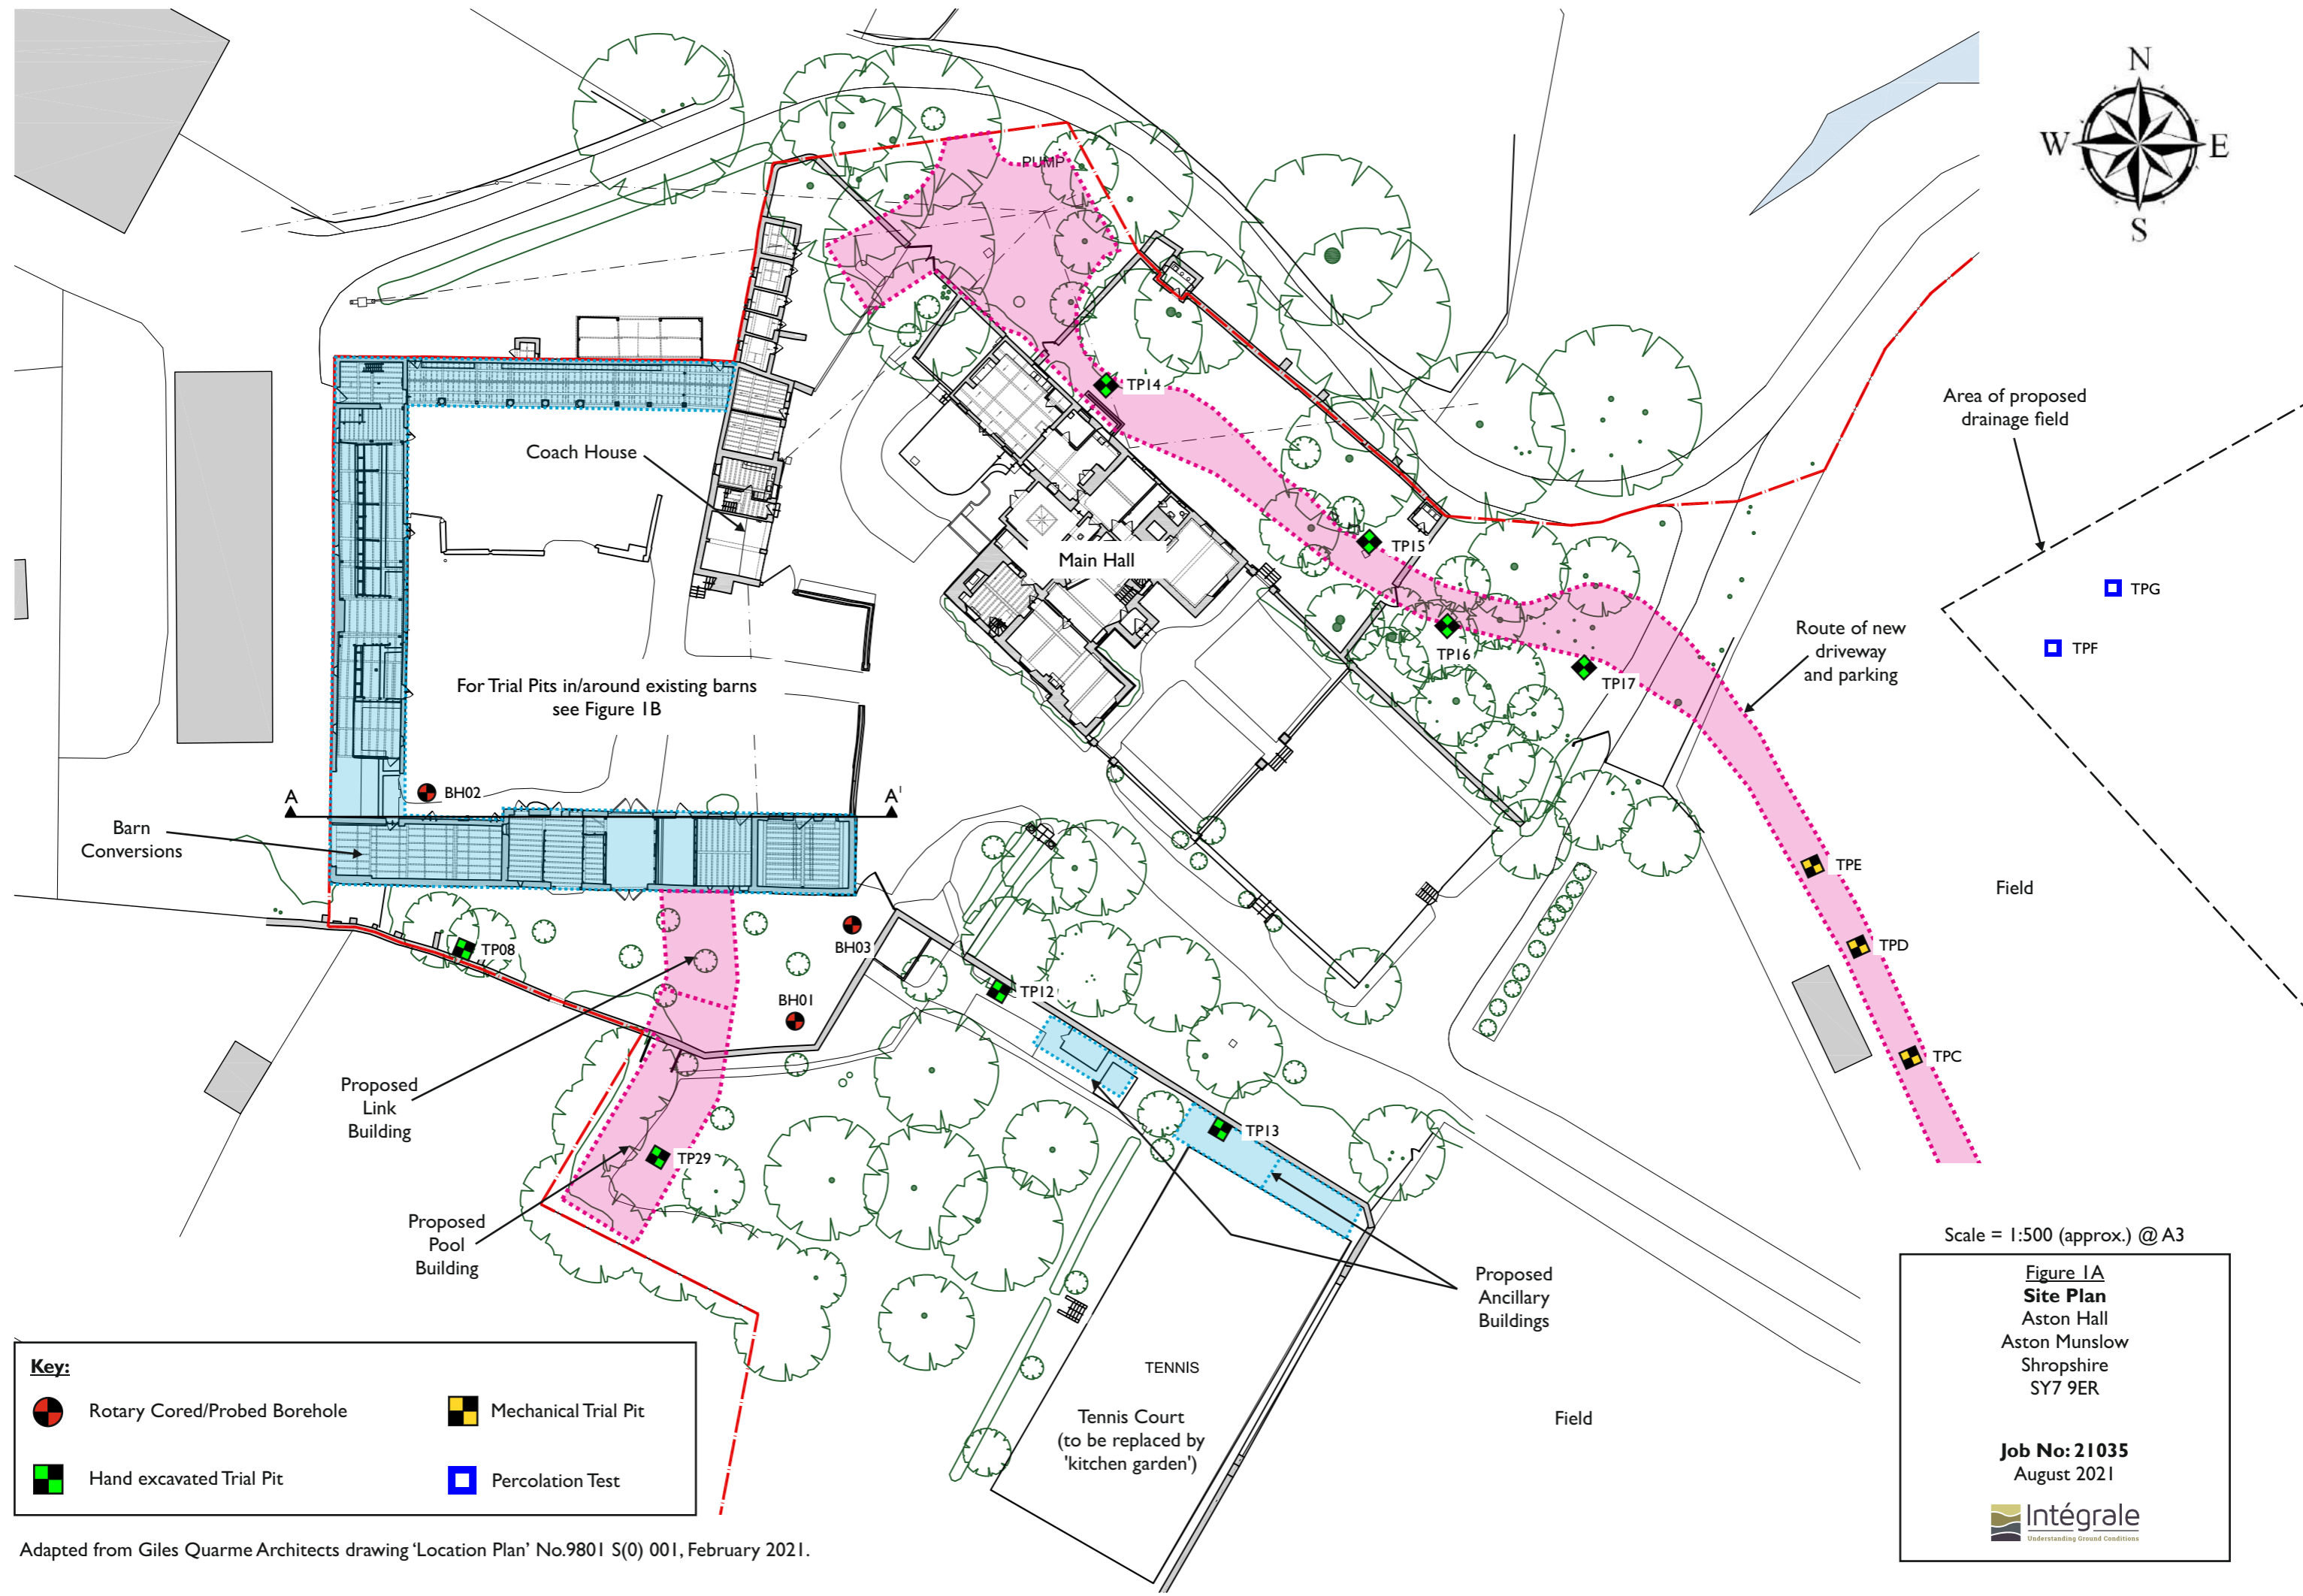 N
W
E
S
PUMP
Area of proposed
drainage field
TP14
Coach House
TP15
Main Hall
TPG
Route of new
driveway
and parking
TPF
TP16
TP17
For Trial Pits in/around existing barns
see Figure 1B
A
BH02
A'
Barn
Conversions
TPE
Field
TP08
BH03
TPD
TP12
BH01
TPC
Proposed
Link
Building
TP13
TP29
Proposed
Pool
Building
Proposed
Ancillary
Buildings
TENNIS
Tennis Court
(to be replaced by
'kitchen garden')
Field
Key:
Rotary Cored/Probed Borehole
Mechanical Trial Pit
Hand excavated Trial Pit
Percolation Test
Adapted from Giles Quarme Architects drawing ‘Location Plan’ No.9801 S(0) 001, February 2021.
Scale = 1:500 (approx.) @ A3
Figure 1A
Site Plan
Aston Hall
Aston Munslow
Shropshire
SY7 9ER
Job No: 21035
August 2021
Intégrale
Understanding Ground Conditions